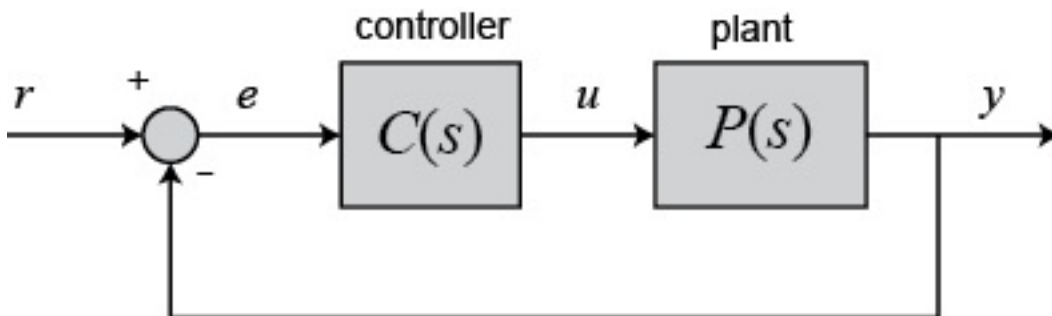 controller
plant
+
r
e
C(s)
u
P(s)
y
-